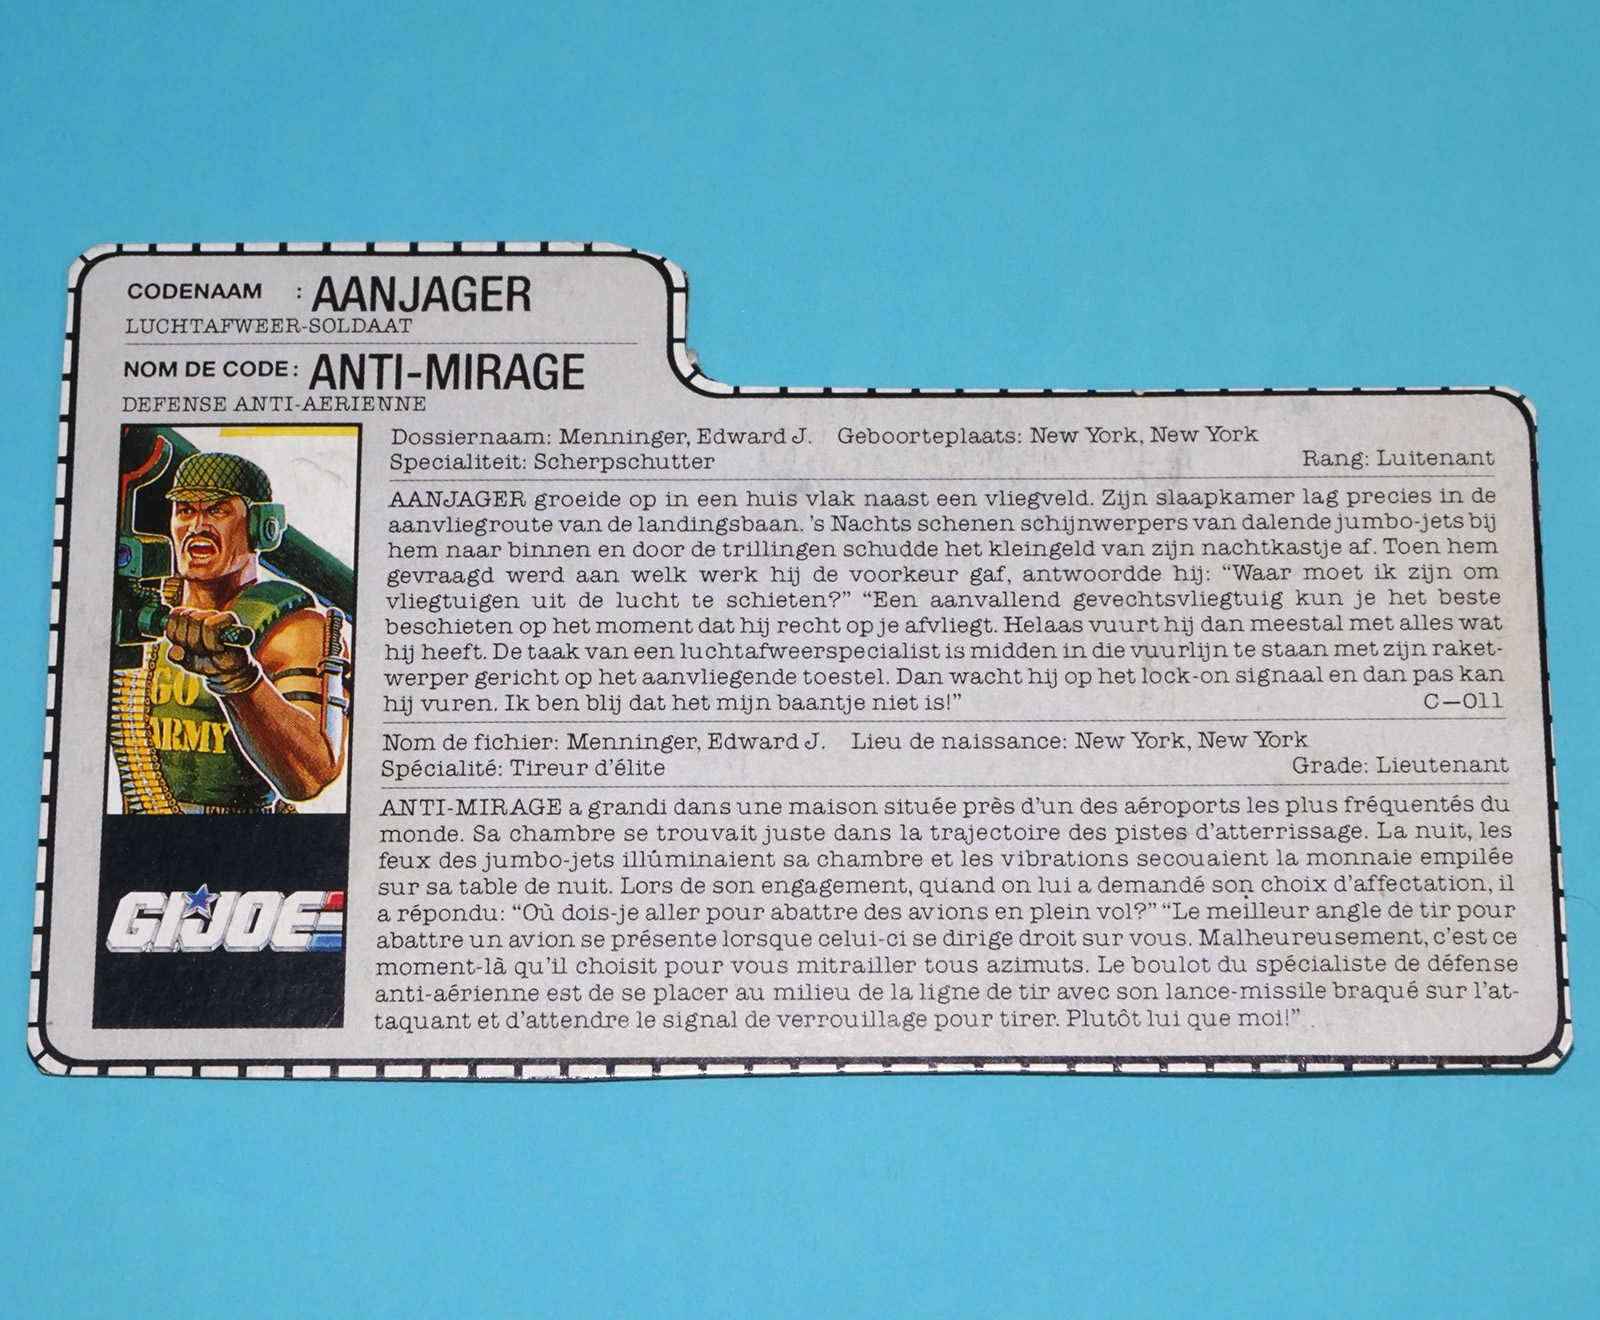 CODENAAM : AANJAGER
LUCHTAFWEER-SOLDAAT
NOM DE CODE: ANTI-MIRAGE
DEFENSE ANTI-AERIENNE
Dossiernaam: Menninger, Edward J. Geboorteplaats: New York, New York
Specialiteit: Scherpschutter Rang: Luitenant
AANJAGER groeide op in een huis vlak naast een vliegveld. Zijn slaapkamer lag precies in de
aanvliegroute van de landingsbaan. 's Nachts schenen schijnwerpers van dalende jumbo-jets bij
hem naar binnen en door de trillingen schudde het kleingeld van zijn nachtkastje af. Toen hem
gevraagd werd aan welk werk hij de voorkeur gaf, antwoordde hij: “Waar moet ik zijn om
vliegtuigen uit de lucht te schieten?” “Een aanvallend gevechtsvliegtuig kun je het beste
beschieten op het moment dat hij recht op je afvliegt. Helaas vuurt hij dan meestal met alles wat
hij heeft. De taak van een luchtafweerspecialist is midden in die vuurlijn te staan met zijn raket-
werper gericht op het aanvliegende toestel. Dan wacht hij op het lock-on signaal en dan pas kan
hij vuren. Ik ben blij dat het mijn baantje niet is!” C—011
Nom de fichier: Menninger, Edward J. Lieu de naissance: New York, New York
Spécialité: Tireur d'élite Grade: Lieutenant
ANTI-MIRAGE a grandi dans une maison située près d'un des aéroports les plus fréquentés du
monde. Sa chambre se trouvait juste dans la trajectoire des pistes d'atterrissage. La nuit, les
feux des jumbo-jets illuminaient sa chambre et les vibrations secouaient la monnaie empilée
sur sa table de nuit. Lors de son engagement, quand on lui a demandé son choix d'affectation, il
a répondu: “Où dois-je aller pour abattre des avions en plein vol?” “Le meilleur angle de tir pour
abattre un avion se présente lorsque celui-ci se dirige droit sur vous. Malheureusement, c'est ce
moment-là qu'il choisit pour vous mitrailler tous azimuts. Le boulot du spécialiste de défense
anti-aérienne est de se placer au milieu de la ligne de tir avec son lance-missile braqué sur l'at-
taquant et d'attendre le signal de verrouillage pour tirer. Plutôt lui que moi!”
GO
ARMY
GI JOE